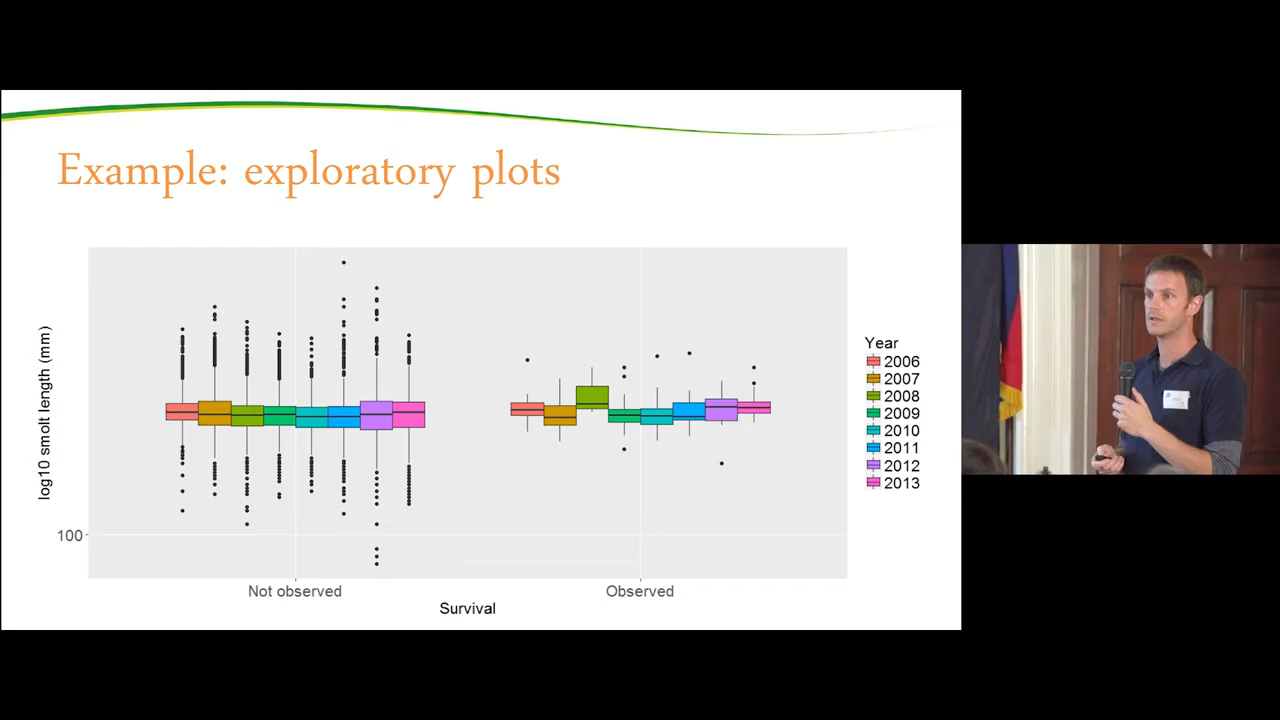 Example: exploratory plots
log10 smolt length (mm)
100
Not observed
Observed
Survival
Year
2006
2007
2008
2009
2010
2011
2012
2013